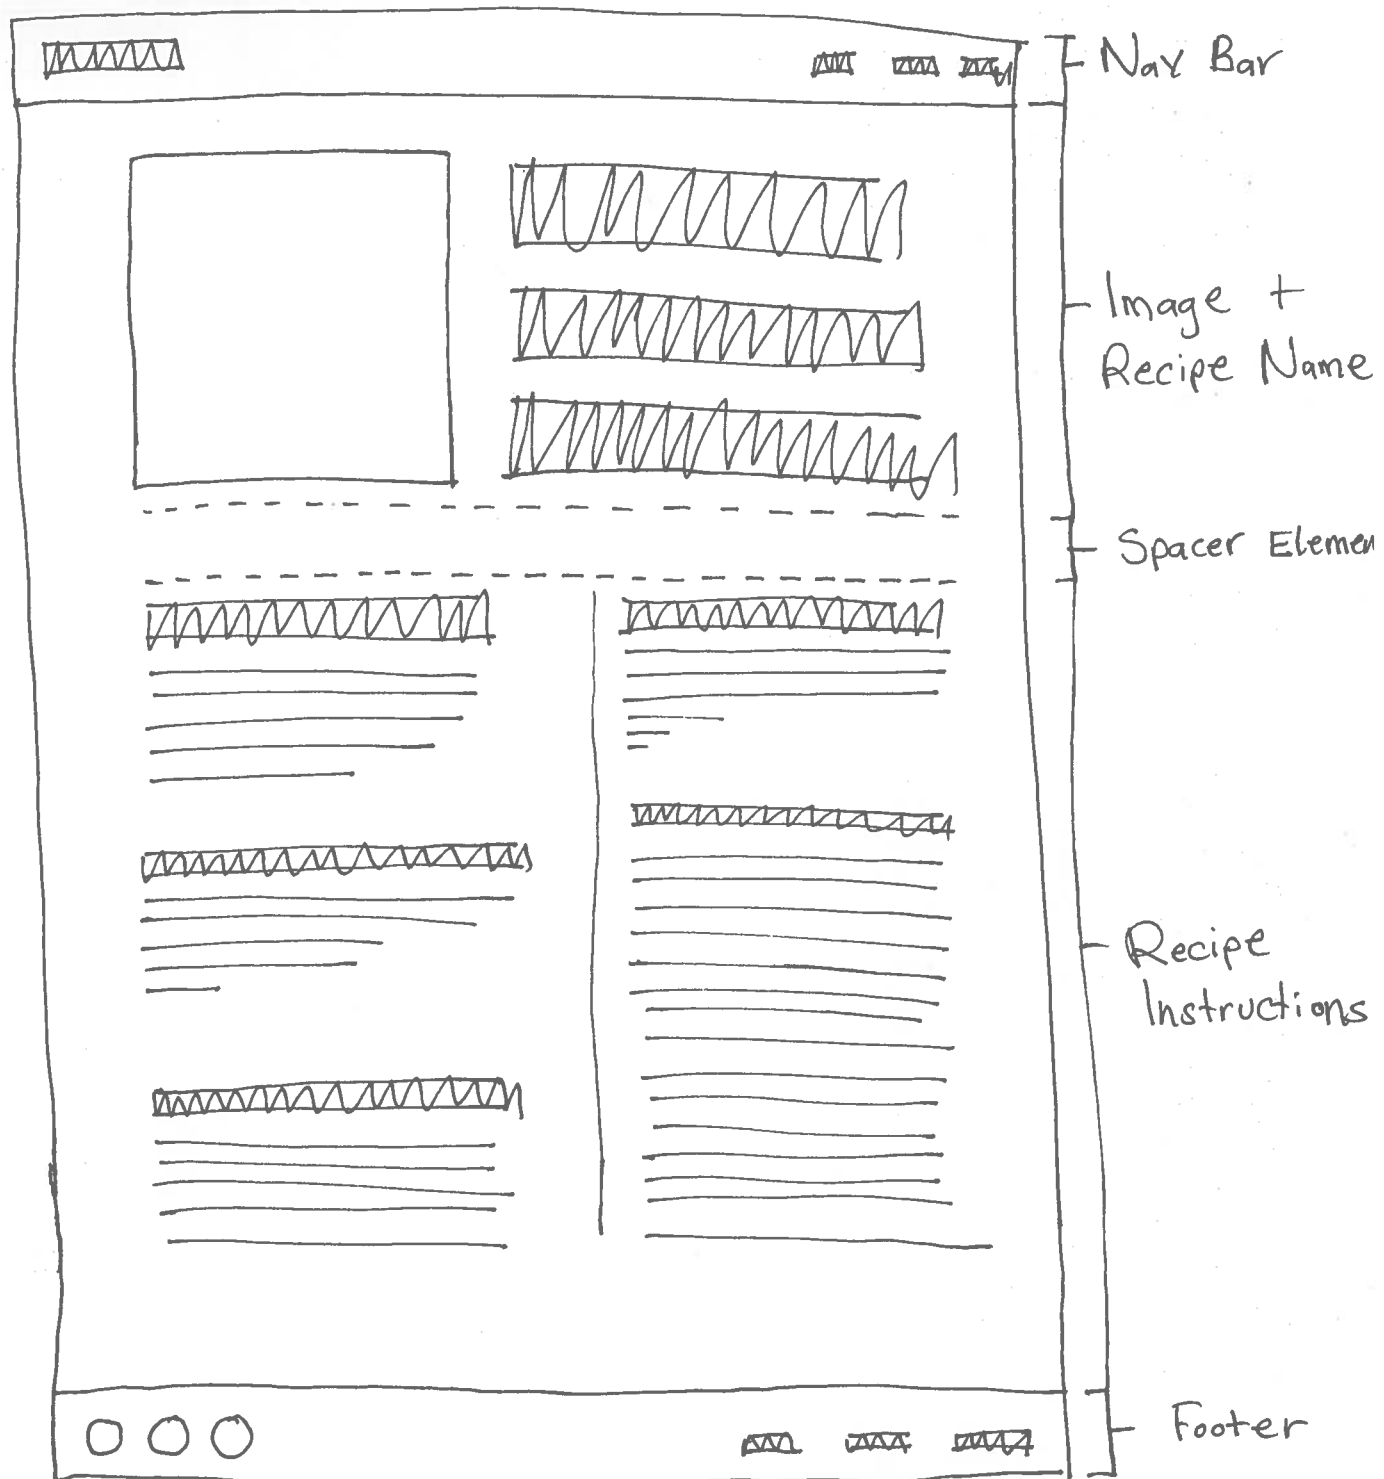 Nav Bar
Image +
Recipe Name
Spacer Elemen
Recipe
Instructions
Footer